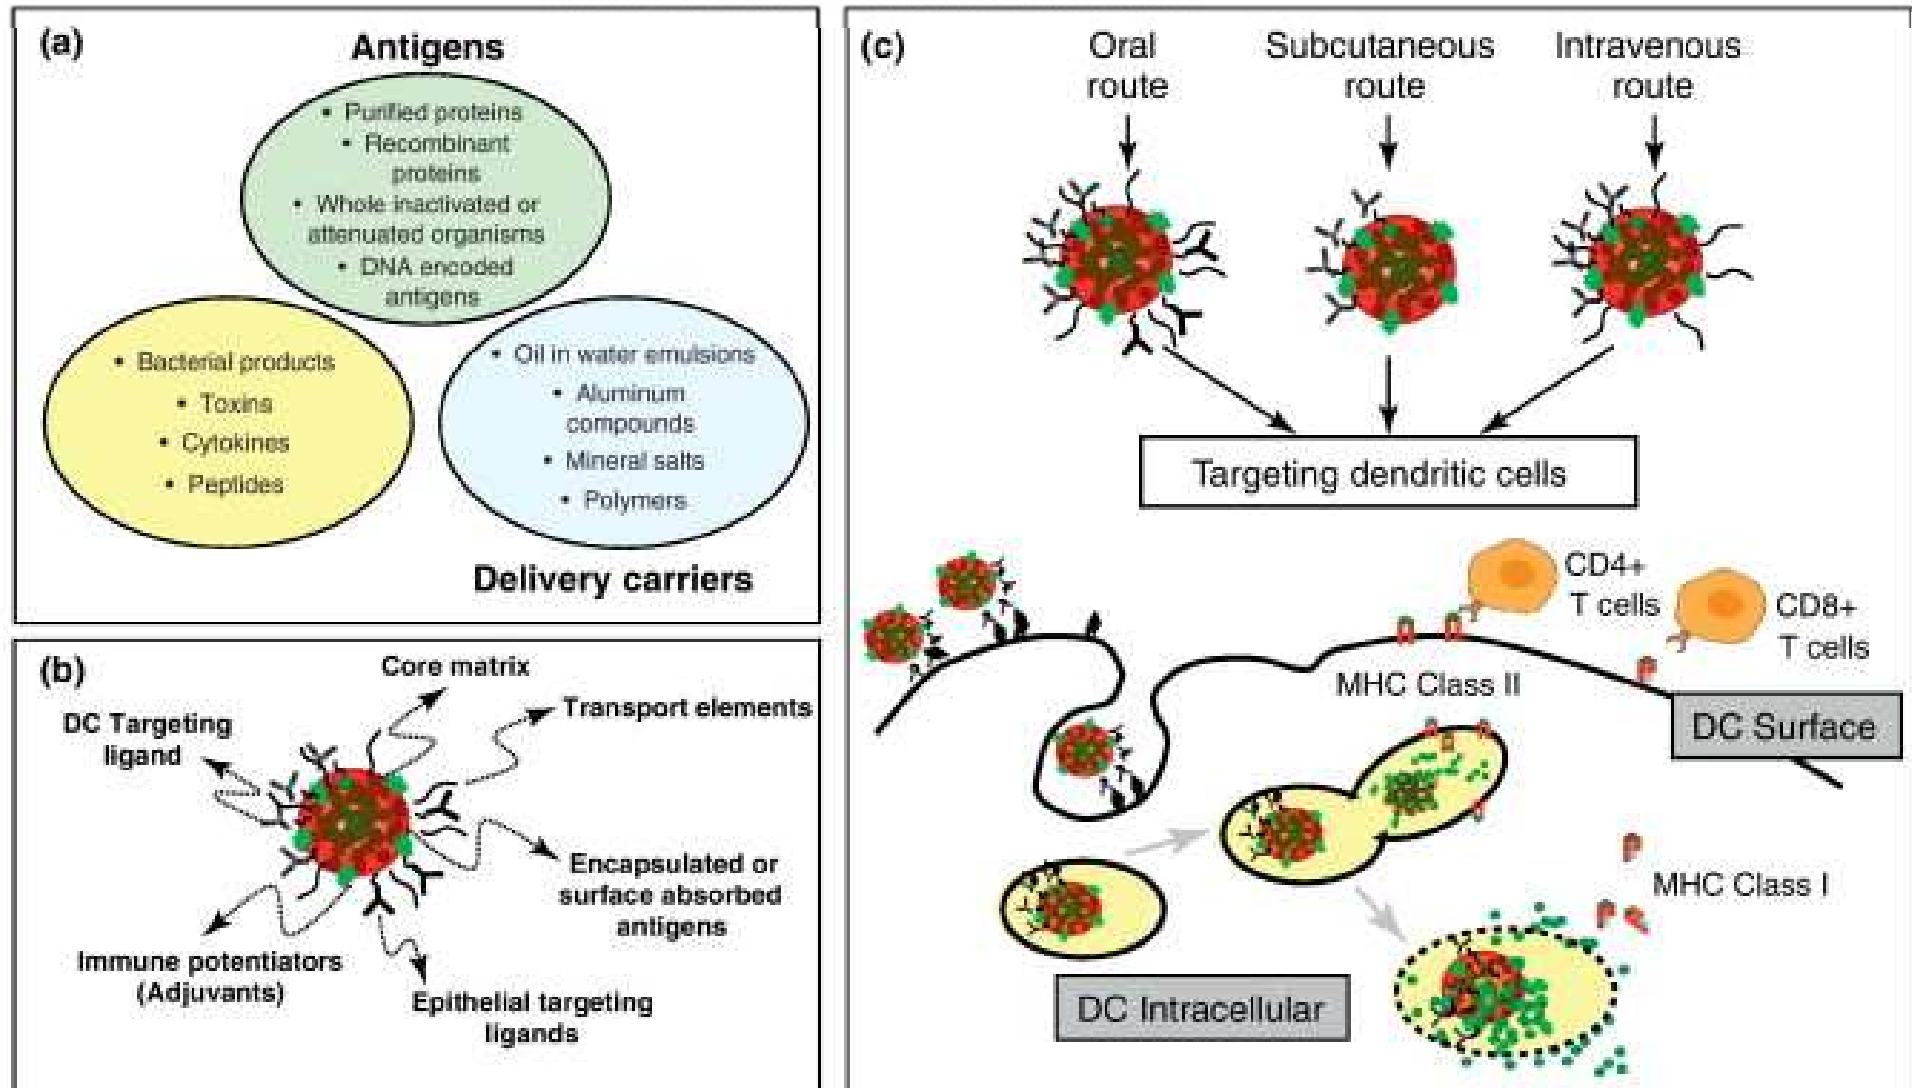 (a)
Antigens
• Purified proteins
• Recombinant
proteins
• Whole inactivated or
attenuated organisms
• DNA encoded
antigens
• Bacterial products
• Toxins
• Cytokines
• Peptides
• Oil in water emulsions
• Aluminum
compounds
• Mineral salts
• Polymers
Delivery carriers
(b)
Core matrix
Transport elements
DC Targeting
ligand
Encapsulated or
surface absorbed
antigens
Immune potentiators
(Adjuvants)
Epithelial targeting
ligands
(c)
Oral
route
Subcutaneous
route
Intravenous
route
Targeting dendritic cells
CD4+
T cells
CD8+
T cells
MHC Class II
DC Surface
MHC Class I
DC Intracellular